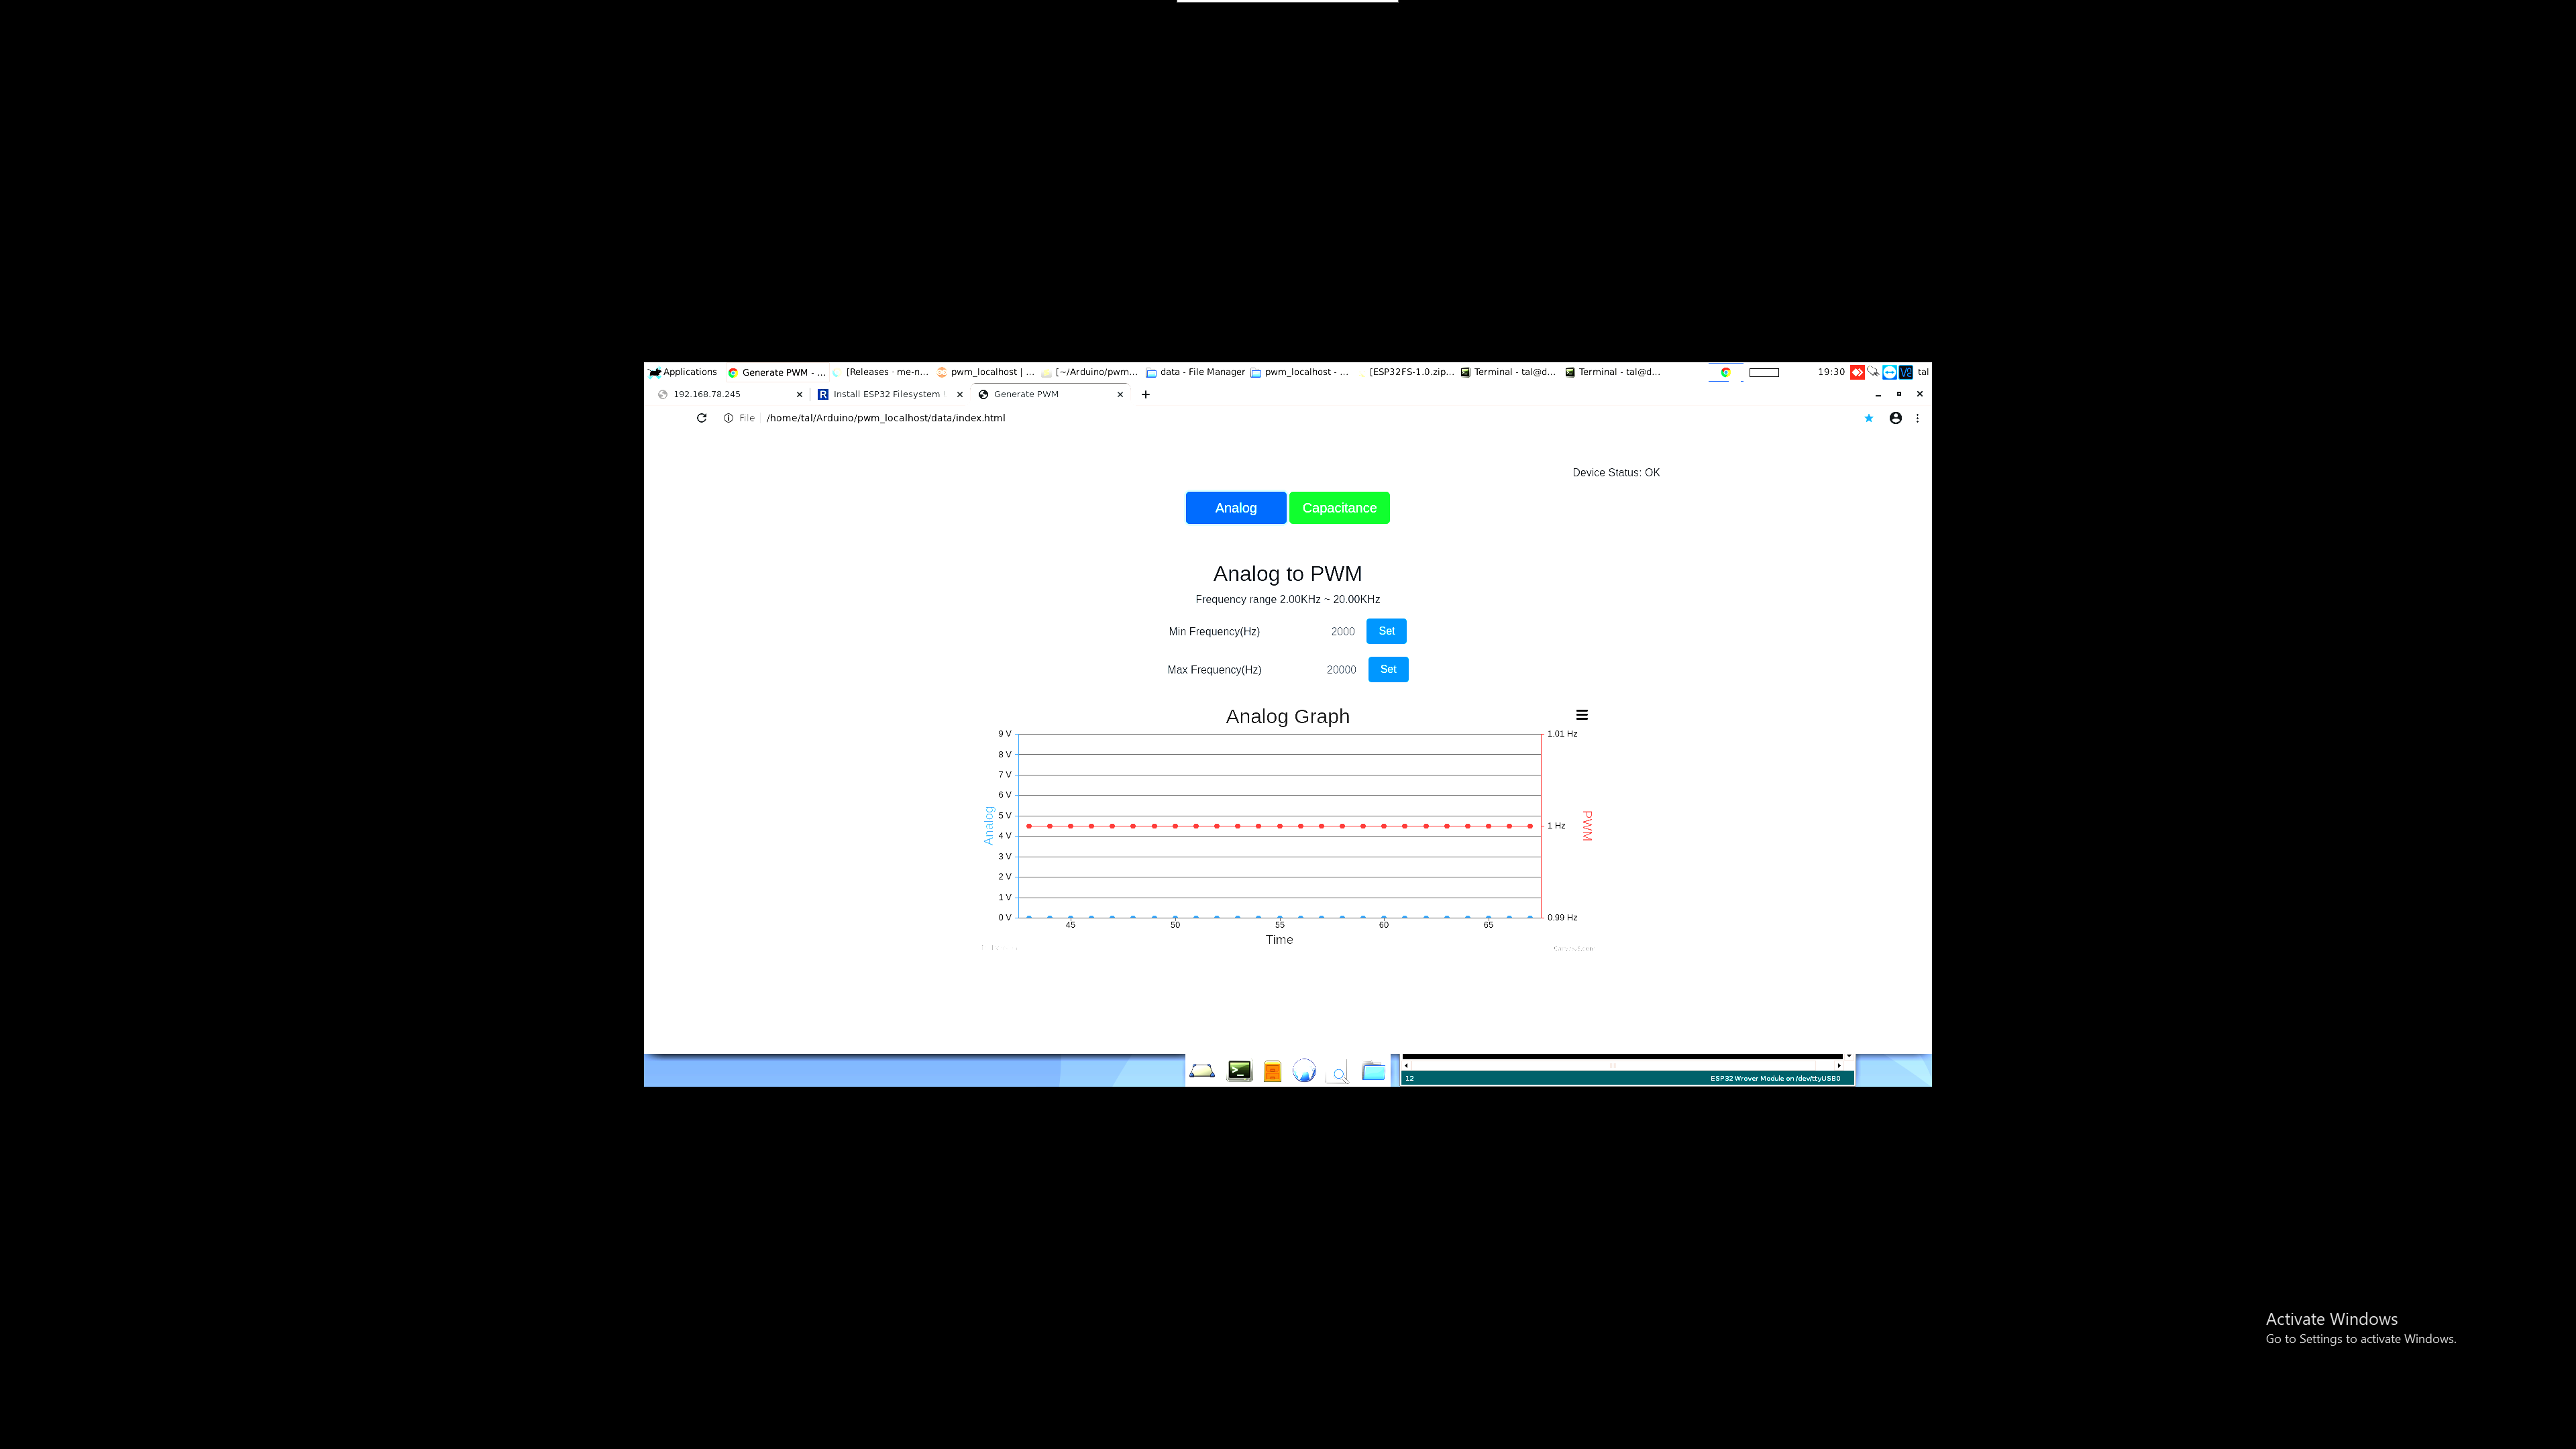 Applications Generate PWM - ... [Releases · me-n... pwm_localhost | ... [~/Arduino/pwm... data - File Manager pwm_localhost - ... [ESP32FS-1.0.zip... Terminal - tal@d... Terminal - tal@d... 19:30 tal
192.168.78.245 Install ESP32 Filesystem Generate PWM
File /home/tal/Arduino/pwm_localhost/data/index.html
Device Status: OK
Analog Capacitance
Analog to PWM
Frequency range 2.00KHz ~ 20.00KHz
Min Frequency(Hz) 2000 Set
Max Frequency(Hz) 20000 Set
Analog Graph
9 V 1.01 Hz
8 V
7 V
6 V
5 V
Analog
1 Hz
PWM
4 V
3 V
2 V
1 V
0 V 0.99 Hz
45 50 55 60 65
Time
12 ESP32 Wrover Module on /dev/ttyUSB0
Activate Windows
Go to Settings to activate Windows.